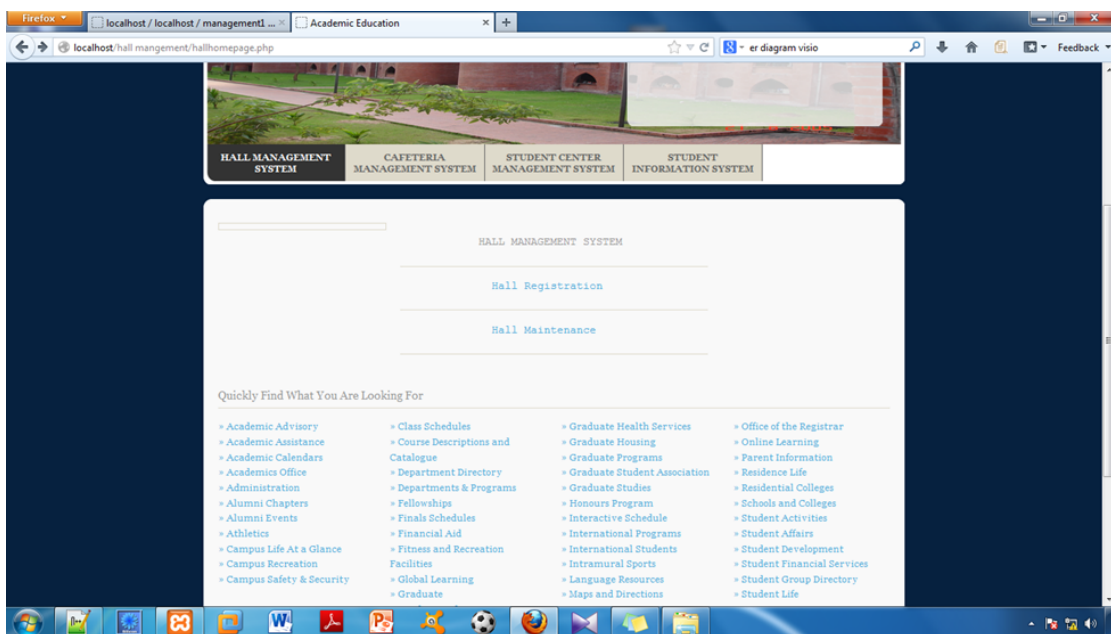 Firefox
localhost / localhost / management1 ...
Academic Education
localhost/hall mangement/hallhomepage.php
er diagram visio
Feedback
HALL MANAGEMENT
SYSTEM
CAFETERIA
MANAGEMENT SYSTEM
STUDENT CENTER
MANAGEMENT SYSTEM
STUDENT
INFORMATION SYSTEM
HALL MANAGEMENT SYSTEM
Hall Registration
Hall Maintenance
Quickly Find What You Are Looking For
» Academic Advisory
» Academic Assistance
» Academic Calendars
» Academics Office
» Administration
» Alumni Chapters
» Alumni Events
» Athletics
» Campus Life At a Glance
» Campus Recreation
» Campus Safety & Security
» Class Schedules
» Course Descriptions and
Catalogue
» Department Directory
» Departments & Programs
» Fellowships
» Finals Schedules
» Financial Aid
» Fitness and Recreation
Facilities
» Global Learning
» Graduate
» Graduate Health Services
» Graduate Housing
» Graduate Programs
» Graduate Student Association
» Graduate Studies
» Honours Program
» Interactive Schedule
» International Programs
» International Students
» Intramural Sports
» Language Resources
» Maps and Directions
» Office of the Registrar
» Online Learning
» Parent Information
» Residence Life
» Residential Colleges
» Schools and Colleges
» Student Activities
» Student Affairs
» Student Development
» Student Financial Services
» Student Group Directory
» Student Life